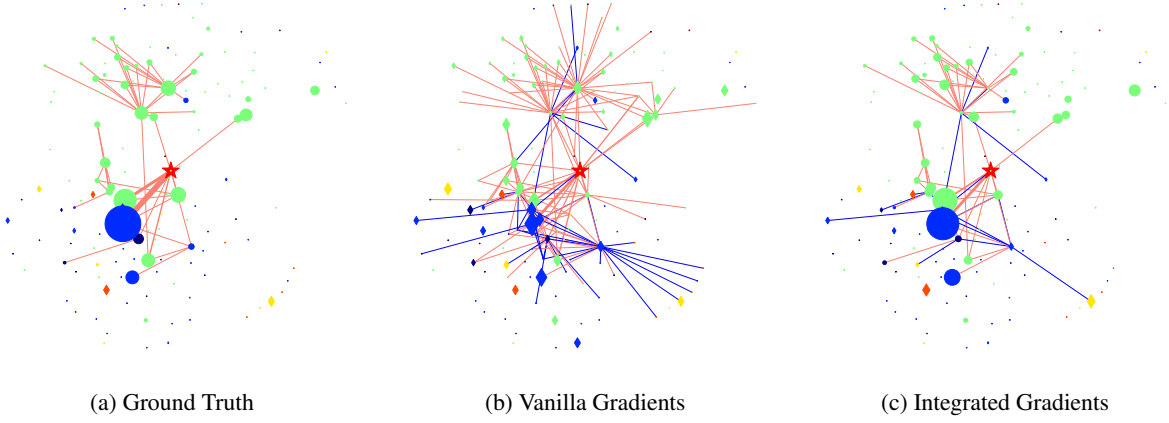 (a) Ground Truth
(b) Vanilla Gradients
(c) Integrated Gradients